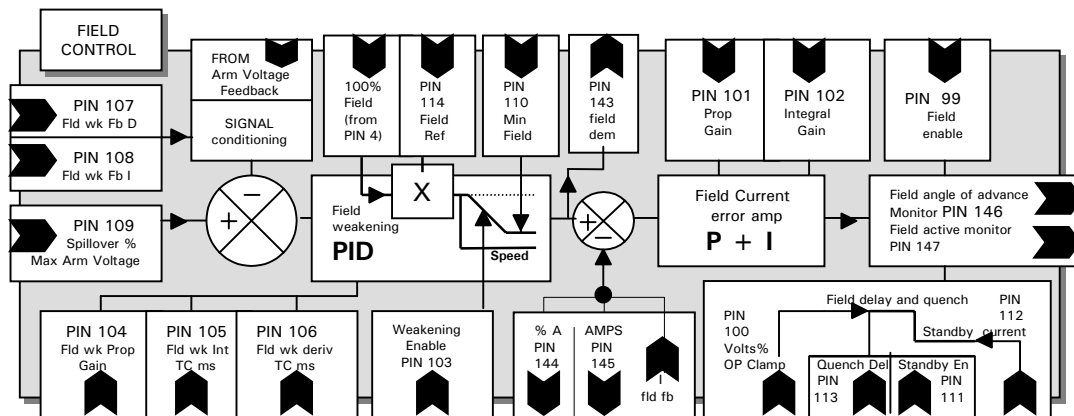 FIELD
CONTROL
PIN 107
Fld wk Fb D
PIN 108
Fld wk Fb I
PIN 109
Spillover %
Max Arm Voltage
FROM
Arm Voltage
Feedback
SIGNAL
conditioning
−
+
100%
Field
(from
PIN 4)
PIN
114
Field
Ref
PIN
110
Min
Field
PIN
143
field
dem
PIN 101
Prop
Gain
PIN 102
Integral
Gain
PIN 99
Field
enable
X
Field
weakening
PID
Speed
+
−
Field Current
error amp
P + I
Field angle of advance
Monitor PIN 146
Field active monitor
PIN 147
PIN 104
Fld wk Prop
Gain
PIN 105
Fld wk Int
TC ms
PIN 106
Fld wk deriv
TC ms
Weakening
Enable
PIN 103
% A
PIN
144
AMPS
PIN
145
I
fld fb
Field delay and quench
PIN
100
Volts%
OP Clamp
PIN
112
Standby current
Quench Del
PIN
113
Standby En
PIN
111